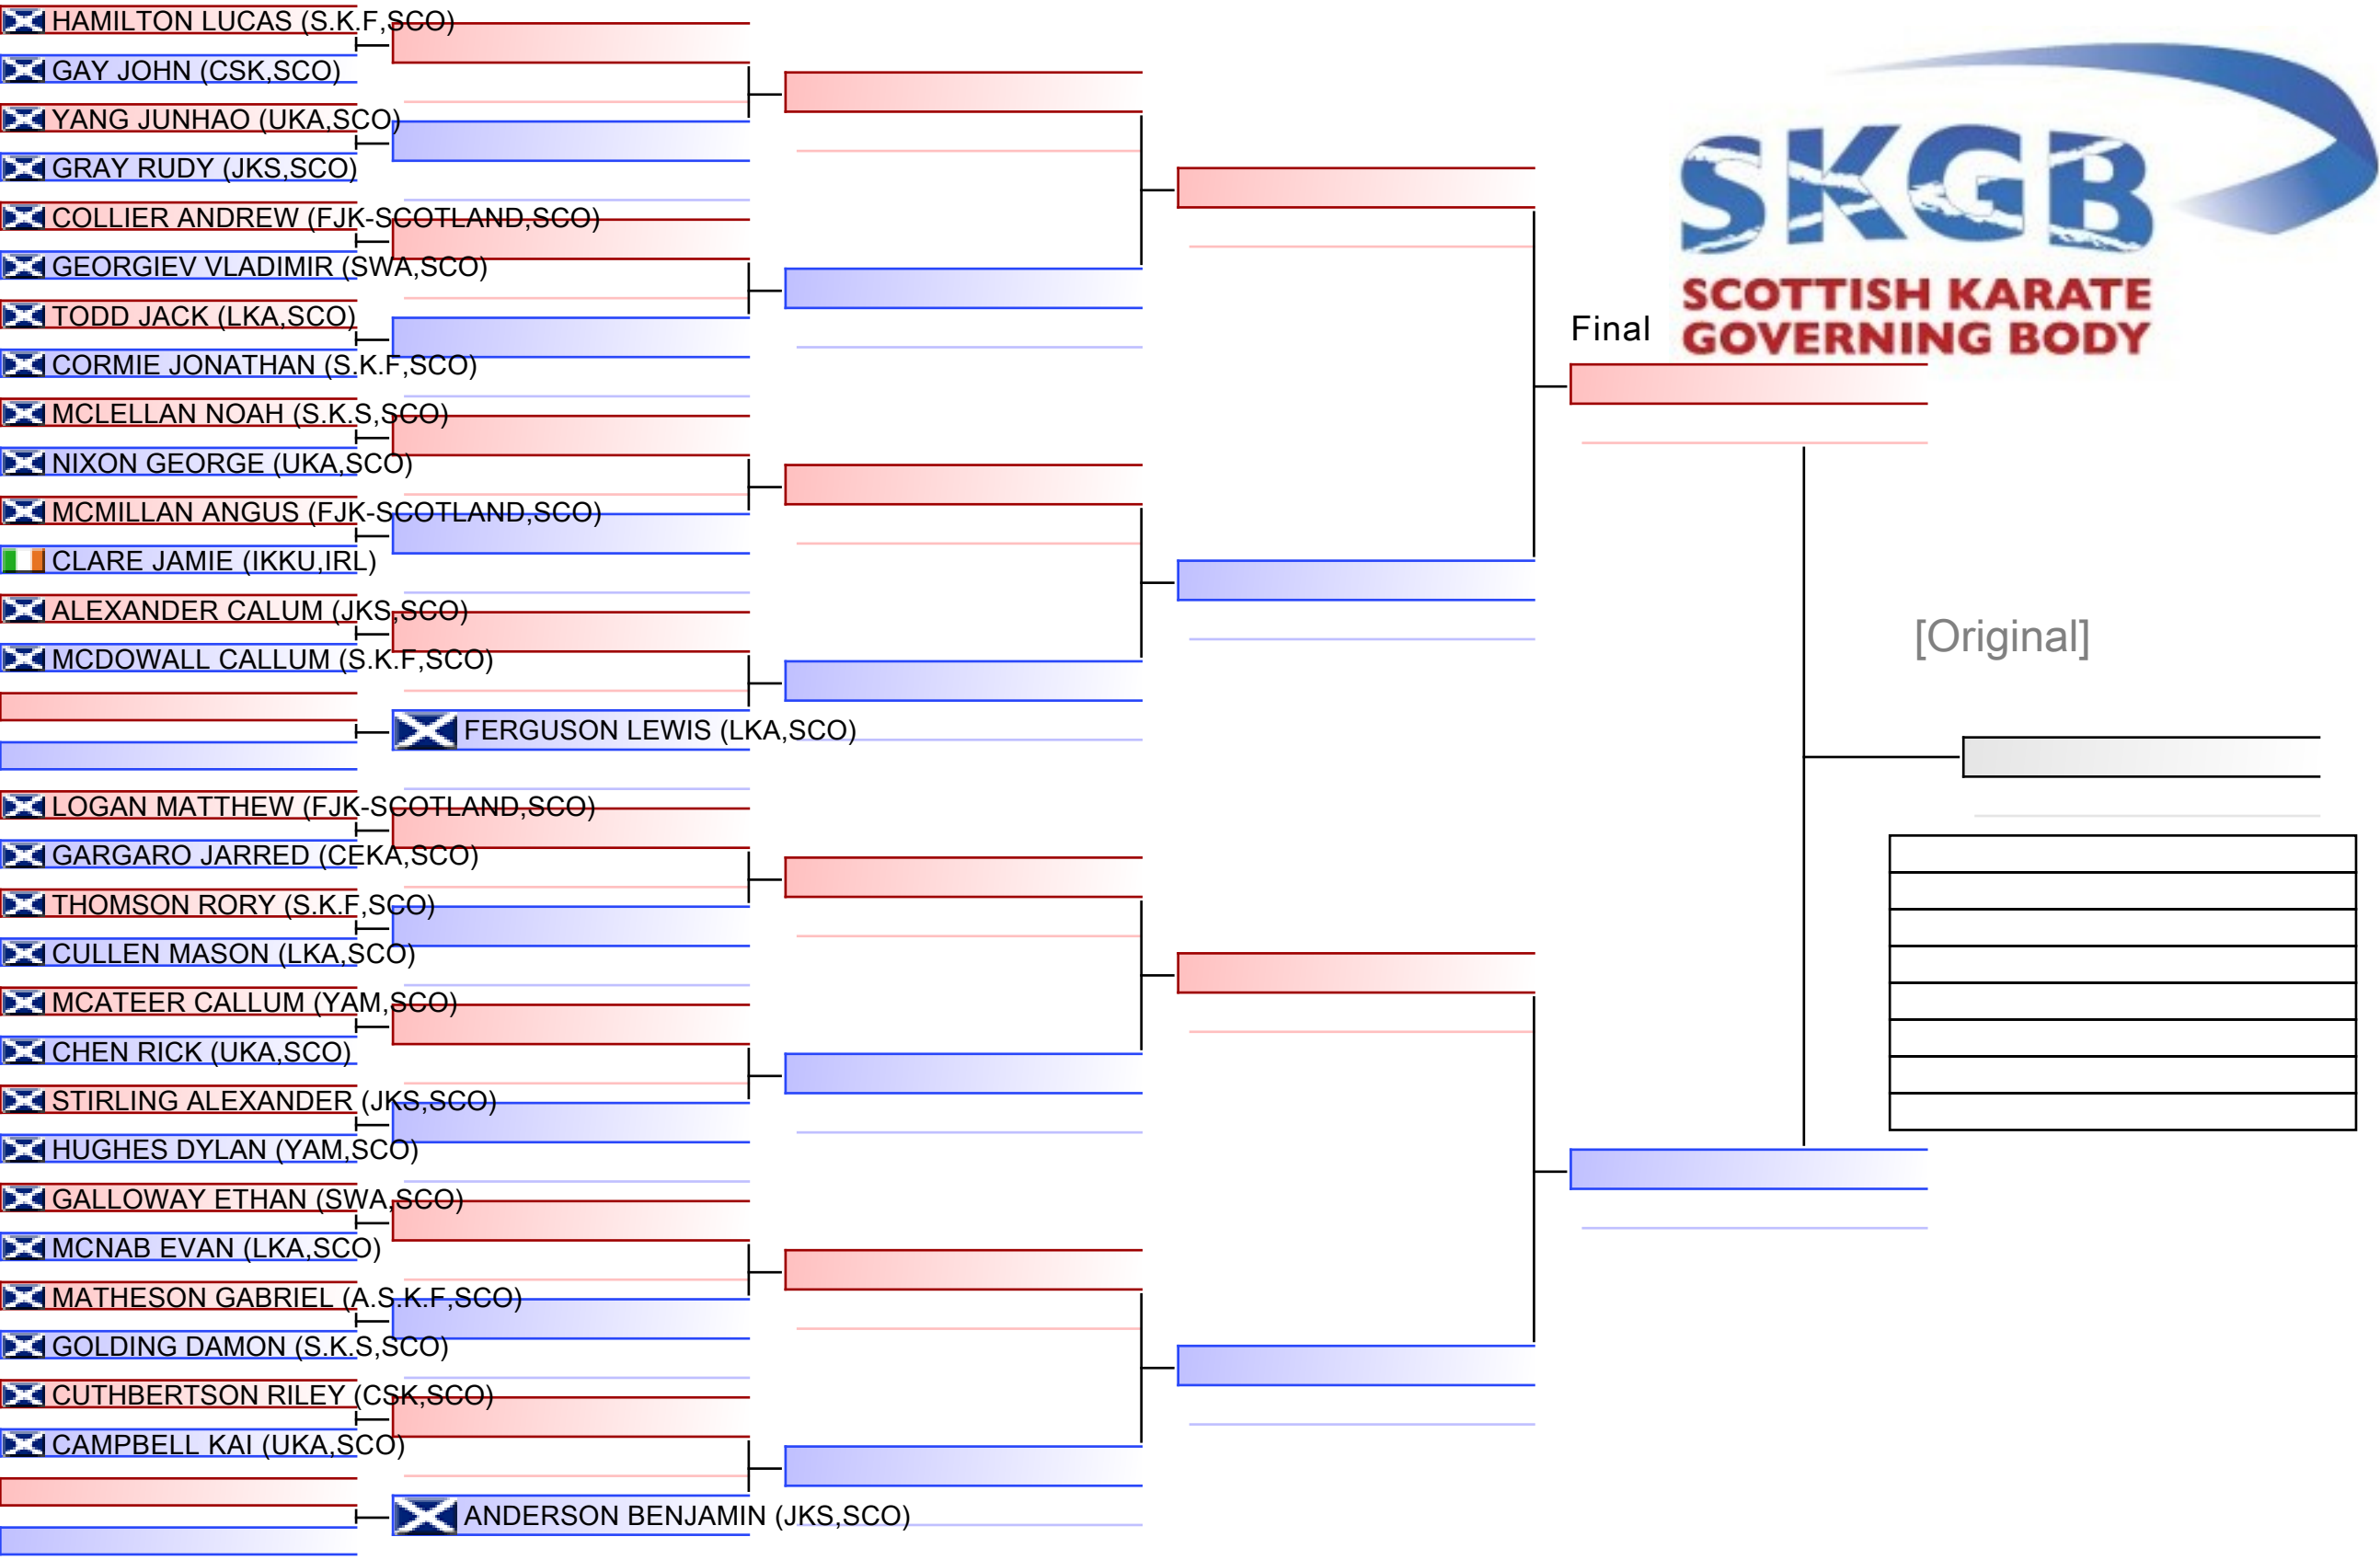 HAMILTON LUCAS (S.K.F,SCO)
GAY JOHN (CSK,SCO)
YANG JUNHAO (UKA,SCO)
GRAY RUDY (JKS,SCO)
COLLIER ANDREW (FJK-SCOTLAND,SCO)
GEORGIEV VLADIMIR (SWA,SCO)
TODD JACK (LKA,SCO)
CORMIE JONATHAN (S.K.F,SCO)
MCLELLAN NOAH (S.K.S,SCO)
NIXON GEORGE (UKA,SCO)
MCMILLAN ANGUS (FJK-SCOTLAND,SCO)
CLARE JAMIE (IKKU,IRL)
ALEXANDER CALUM (JKS,SCO)
MCDOWALL CALLUM (S.K.F,SCO)
FERGUSON LEWIS (LKA,SCO)
LOGAN MATTHEW (FJK-SCOTLAND,SCO)
GARGARO JARRED (CEKA,SCO)
THOMSON RORY (S.K.F,SCO)
CULLEN MASON (LKA,SCO)
MCATEER CALLUM (YAM,SCO)
CHEN RICK (UKA,SCO)
STIRLING ALEXANDER (JKS,SCO)
HUGHES DYLAN (YAM,SCO)
GALLOWAY ETHAN (SWA,SCO)
MCNAB EVAN (LKA,SCO)
MATHESON GABRIEL (A.S.K.F,SCO)
GOLDING DAMON (S.K.S,SCO)
CUTHBERTSON RILEY (CSK,SCO)
CAMPBELL KAI (UKA,SCO)
ANDERSON BENJAMIN (JKS,SCO)
SKGB
SCOTTISH KARATE
GOVERNING BODY
Final
[Original]